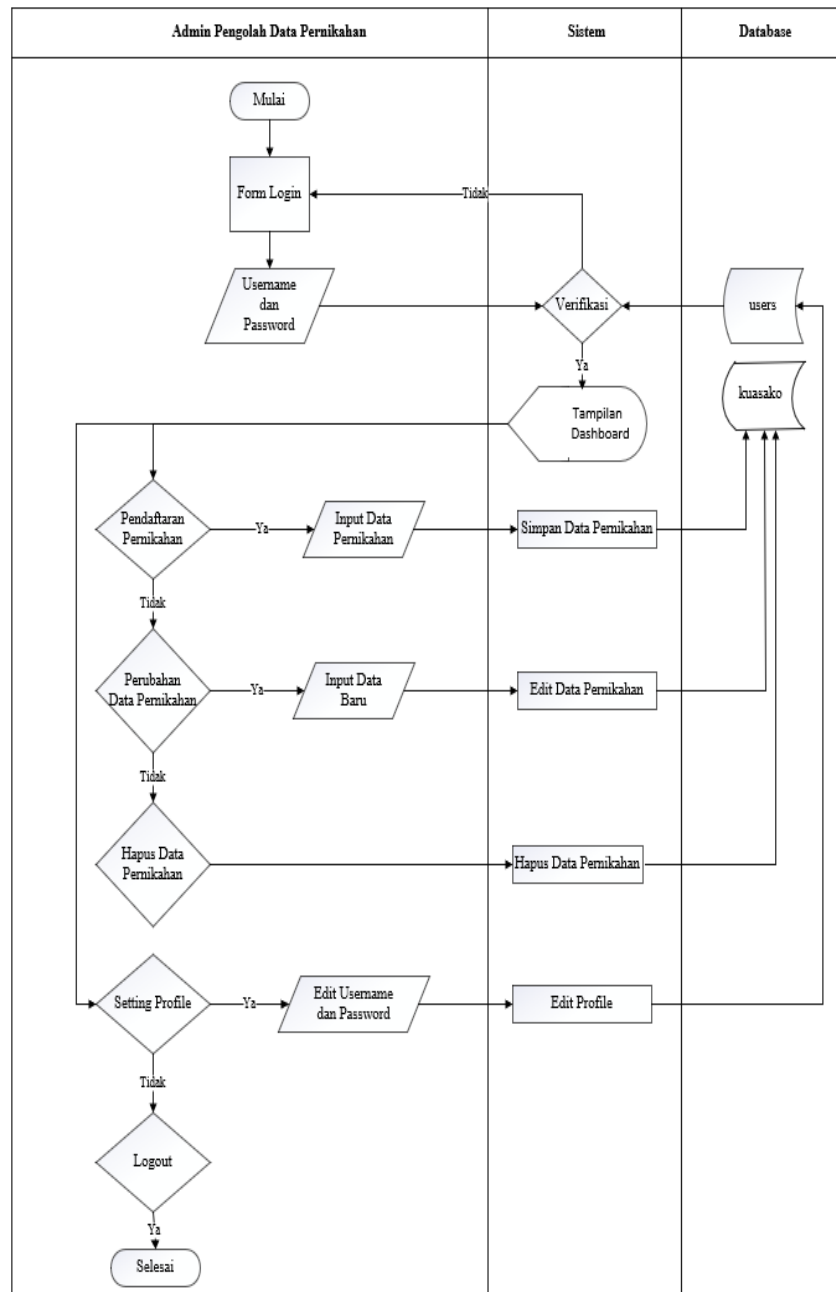 Admin Pengolah Data Pernikahan
Sistem
Database
Mulai
Form Login
Tidak
Username
dan
Password
Verifikasi
users
Ya
kuasako
Tampilan
Dashboard
Pendaftaran
Pernikahan
Ya
Input Data
Pernikahan
Simpan Data Pernikahan
Tidak
Perubahan
Data Pernikahan
Ya
Input Data
Baru
Edit Data Pernikahan
Tidak
Hapus Data
Pernikahan
Hapus Data Pernikahan
Setting Profile
Ya
Edit Username
dan Password
Edit Profile
Tidak
Logout
Ya
Selesai